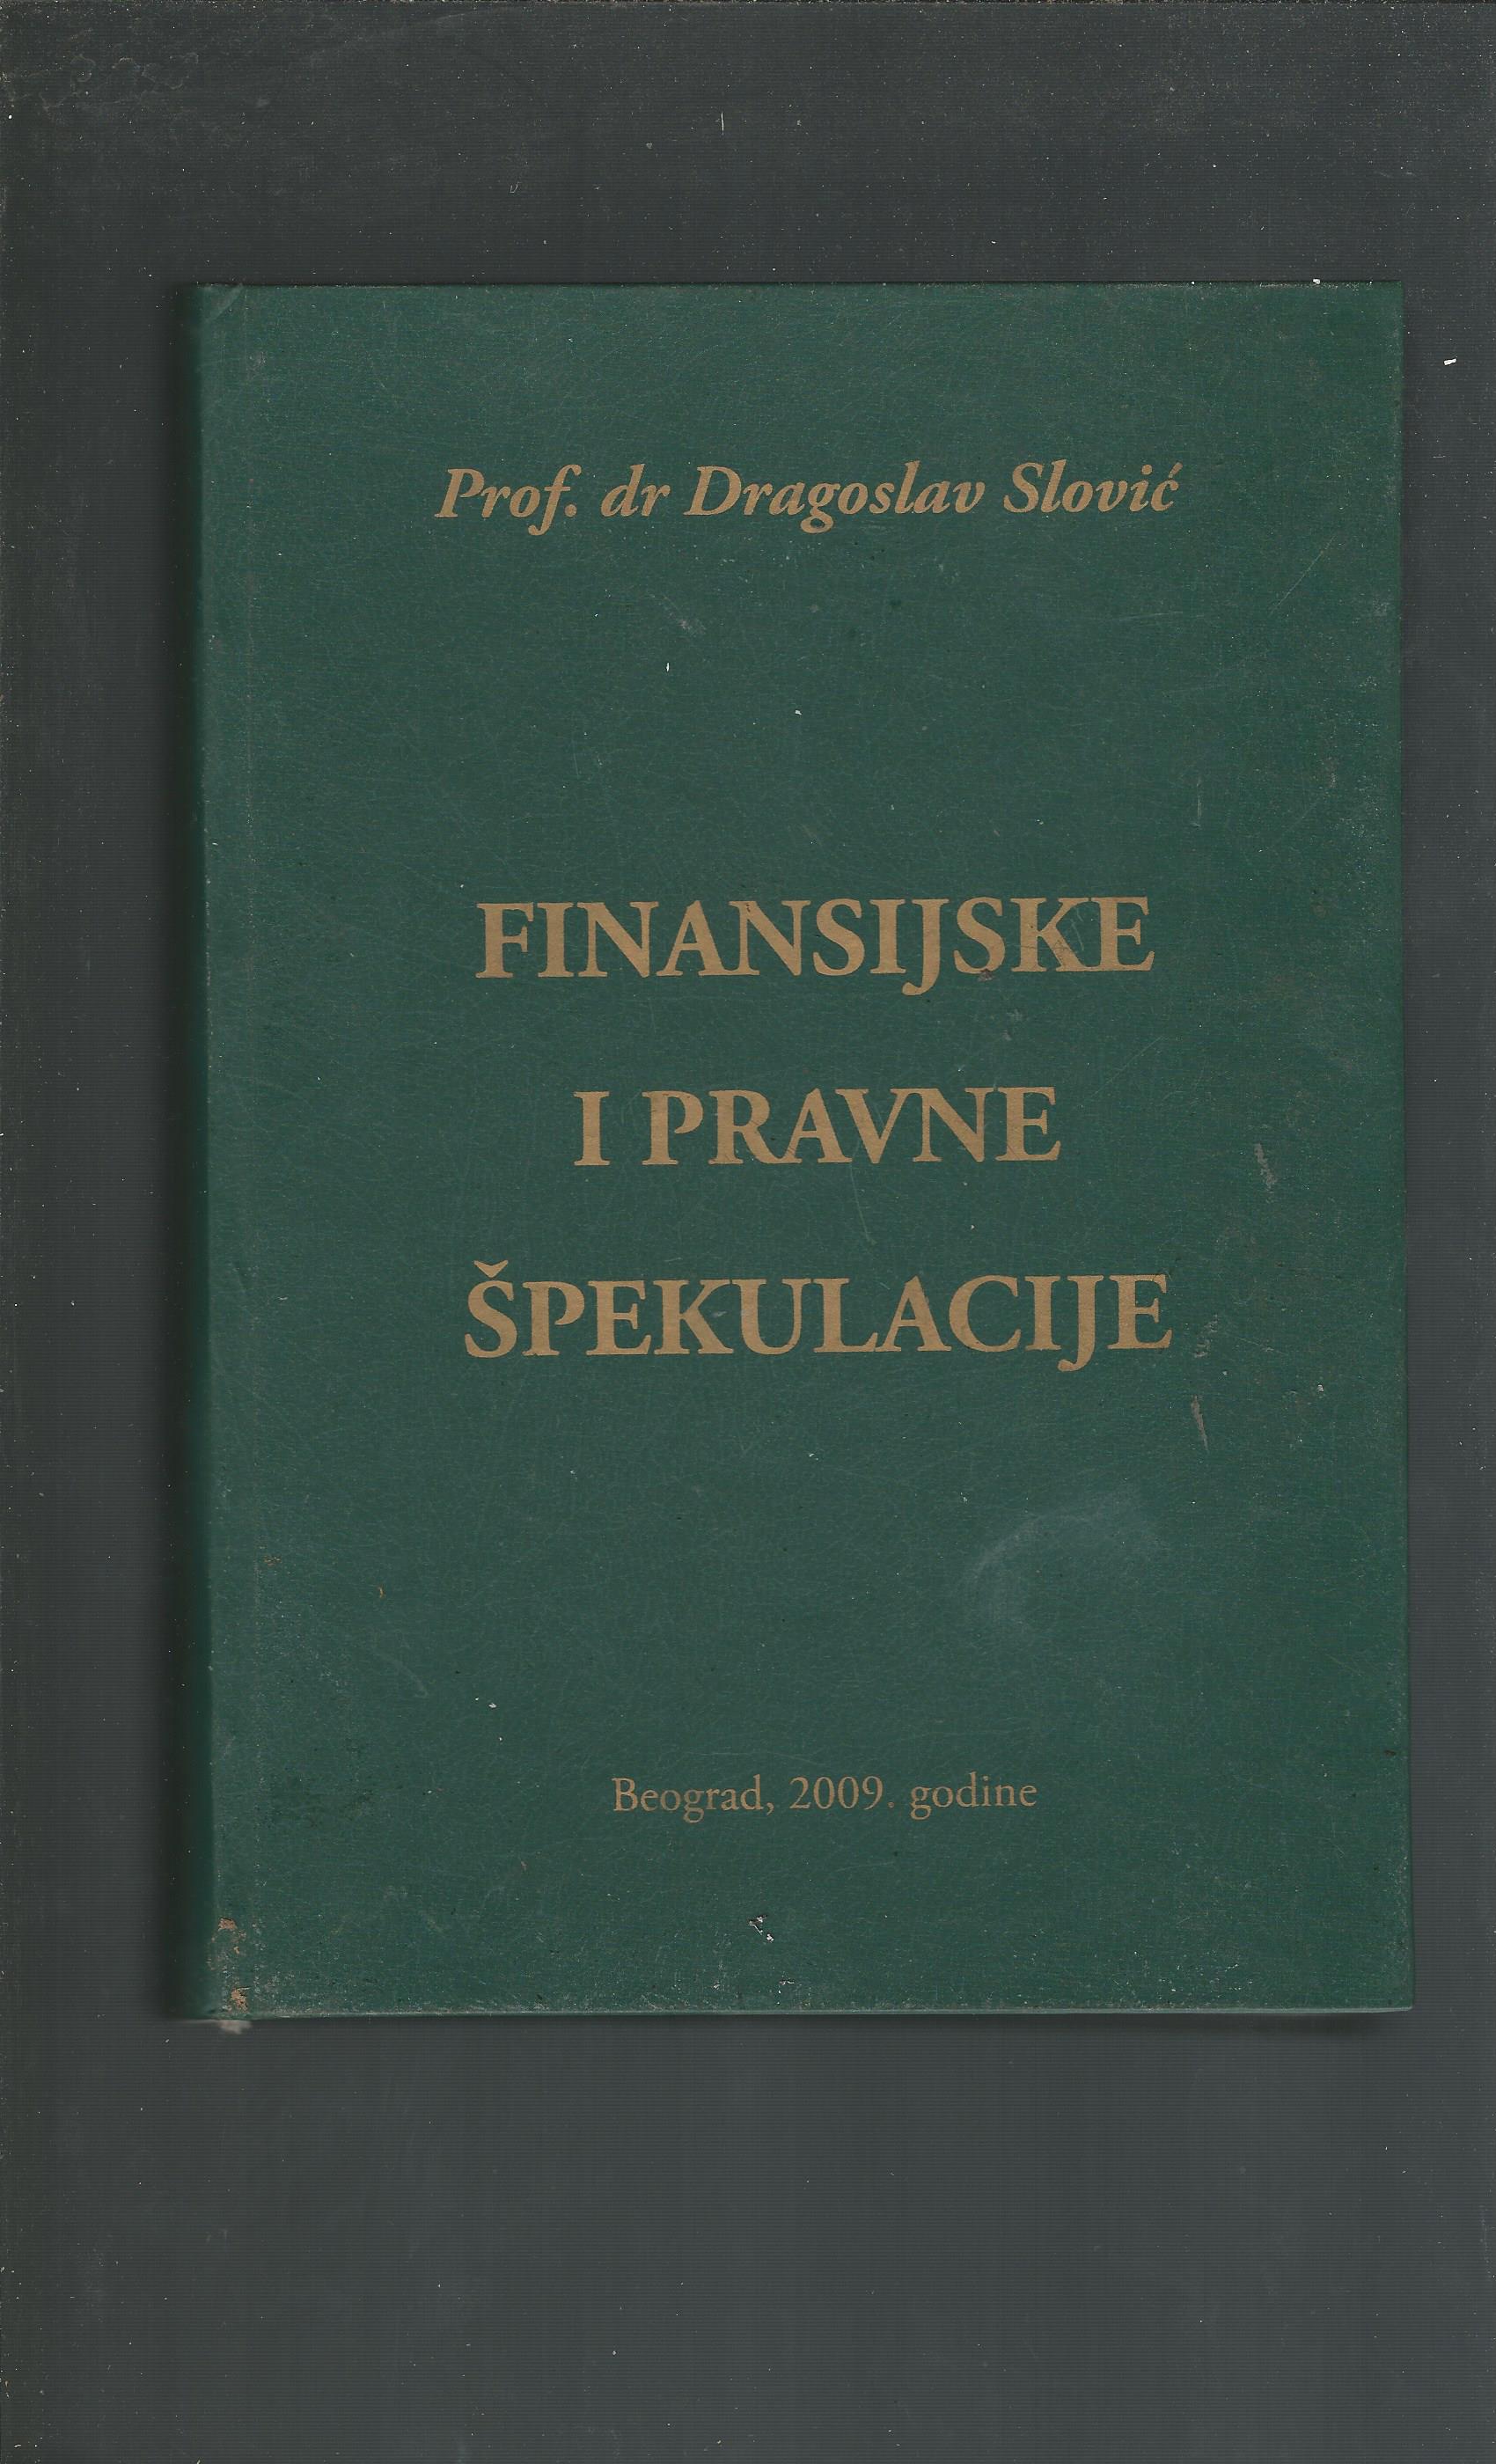 Prof. dr Dragoslav Slović
FINANSIJSKE
I PRAVNE
ŠPEKULACIJE
Beograd, 2009. godine